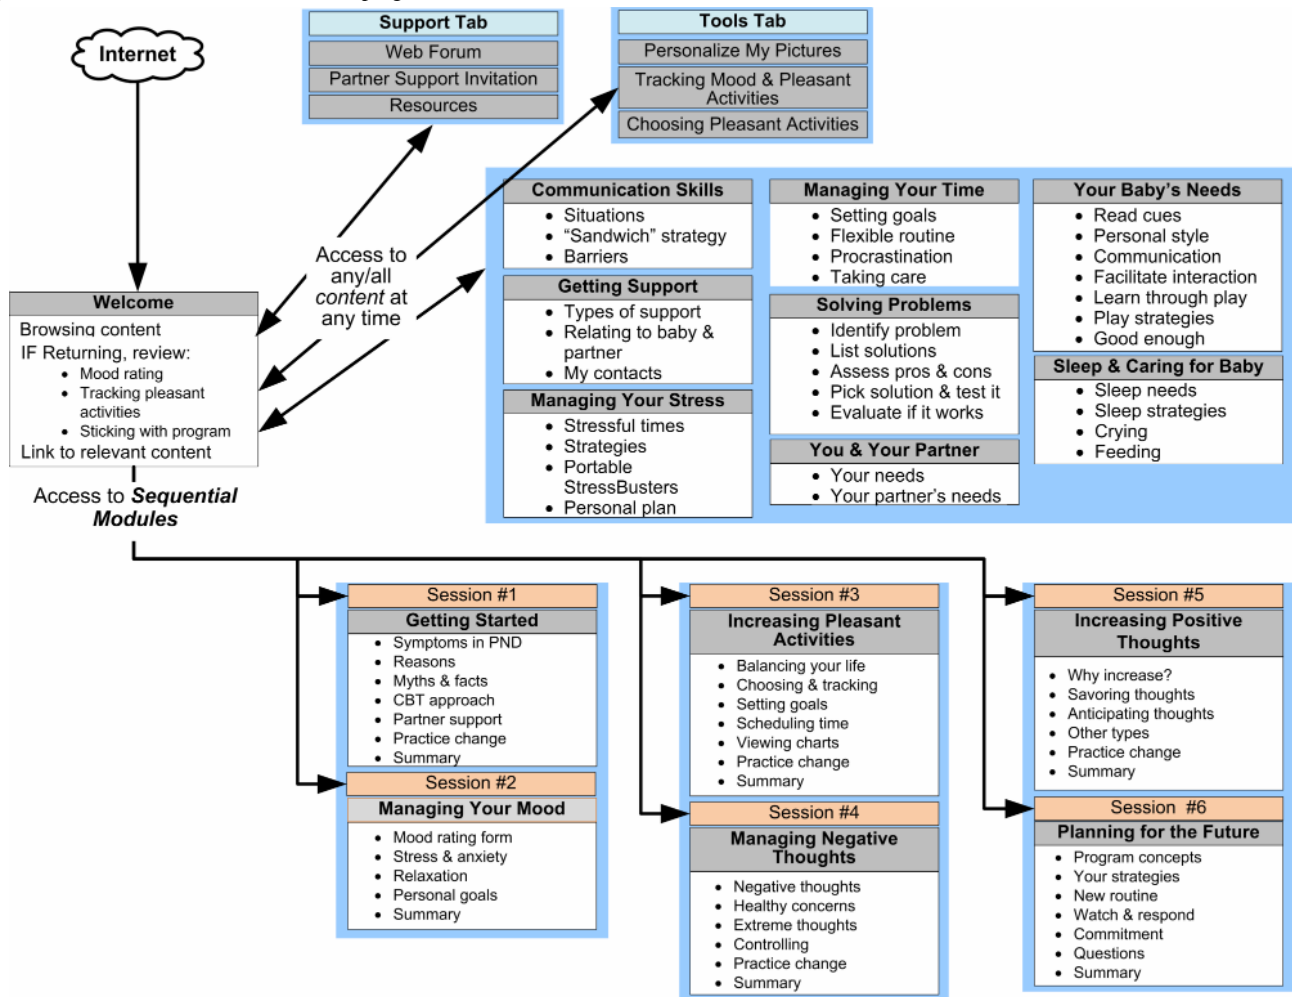 Internet
Support Tab
Web Forum
Partner Support Invitation
Resources
Tools Tab
Personalize My Pictures
Tracking Mood & Pleasant
Activities
Choosing Pleasant Activities
Access to
any/all
content at
any time
Welcome
Browsing content
IF Returning, review:
• Mood rating
• Tracking pleasant
activities
• Sticking with program
Link to relevant content
Communication Skills
• Situations
• “Sandwich” strategy
• Barriers
Getting Support
• Types of support
• Relating to baby &
partner
• My contacts
Managing Your Stress
• Stressful times
• Strategies
• Portable
StressBusters
• Personal plan
Managing Your Time
• Setting goals
• Flexible routine
• Procrastination
• Taking care
Solving Problems
• Identify problem
• List solutions
• Assess pros & cons
• Pick solution & test it
• Evaluate if it works
You & Your Partner
• Your needs
• Your partner’s needs
Your Baby’s Needs
• Read cues
• Personal style
• Communication
• Facilitate interaction
• Learn through play
• Play strategies
• Good enough
Sleep & Caring for Baby
• Sleep needs
• Sleep strategies
• Crying
• Feeding
Access to Sequential
Modules
Session #1
Getting Started
• Symptoms in PND
• Reasons
• Myths & facts
• CBT approach
• Partner support
• Practice change
• Summary
Session #2
Managing Your Mood
• Mood rating form
• Stress & anxiety
• Relaxation
• Personal goals
• Summary
Session #3
Increasing Pleasant
Activities
• Balancing your life
• Choosing & tracking
• Setting goals
• Scheduling time
• Viewing charts
• Practice change
• Summary
Session #4
Managing Negative
Thoughts
• Negative thoughts
• Healthy concerns
• Extreme thoughts
• Controlling
• Practice change
• Summary
Session #5
Increasing Positive
Thoughts
• Why increase?
• Savoring thoughts
• Anticipating thoughts
• Other types
• Practice change
• Summary
Session #6
Planning for the Future
• Program concepts
• Your strategies
• New routine
• Watch & respond
• Commitment
• Questions
• Summary